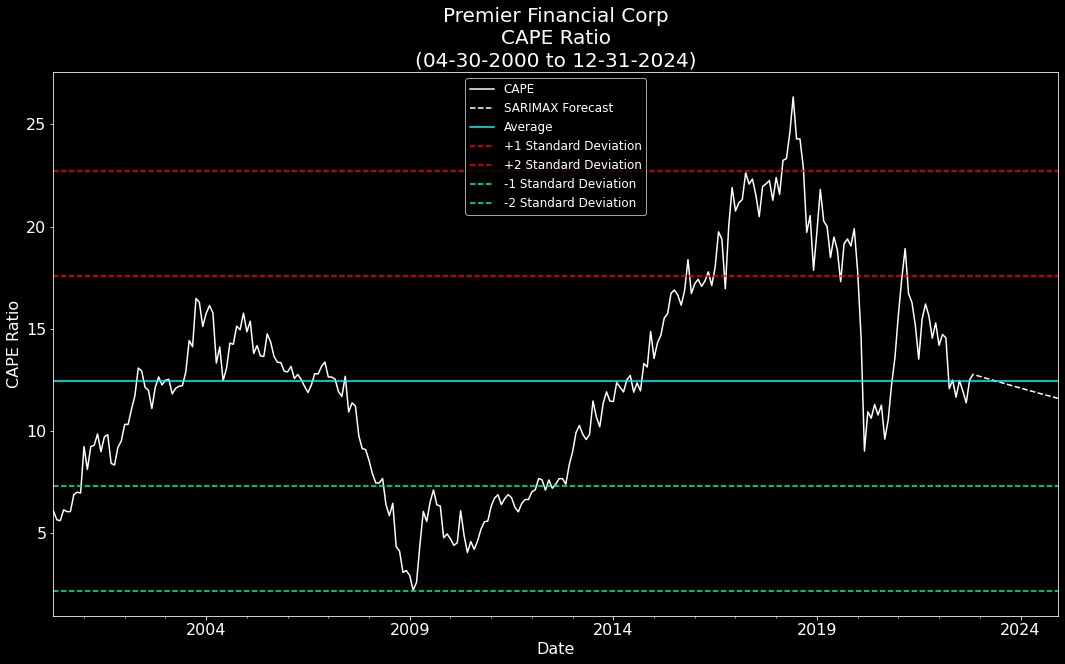 Premier Financial Corp
CAPE Ratio
(04-30-2000 to 12-31-2024)
CAPE
SARIMAX Forecast
Average
+1 Standard Deviation
+2 Standard Deviation
-1 Standard Deviation
-2 Standard Deviation
CAPE Ratio
25
20
15
10
5
2004 2009 2014 2019 2024
Date